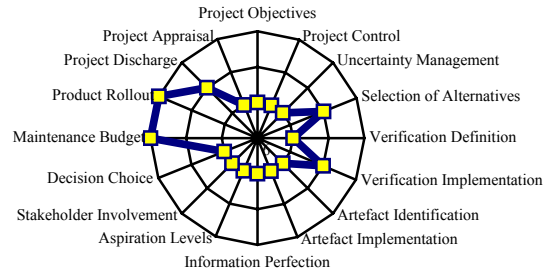 Project Objectives
Project Appraisal
Project Control
Project Discharge
Uncertainty Management
Product Rollout
Selection of Alternatives
Maintenance Budget
Verification Definition
Decision Choice
Verification Implementation
Stakeholder Involvement
Artefact Identification
Aspiration Levels
Artefact Implementation
Information Perfection